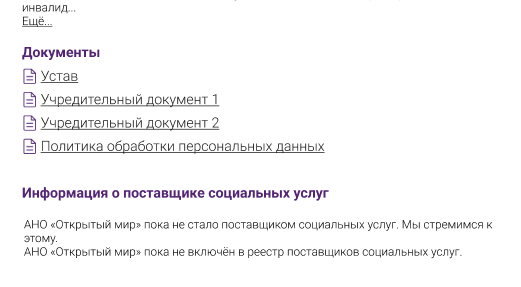 инвалид...
Ещё...
Документы
Устав
Учредительный документ 1
Учредительный документ 2
Политика обработки персональных данных
Информация о поставщике социальных услуг
АНО «Открытый мир» пока не стало поставщиком социальных услуг. Мы стремимся к
этому.
АНО «Открытый мир» пока не включён в реестр поставщиков социальных услуг.